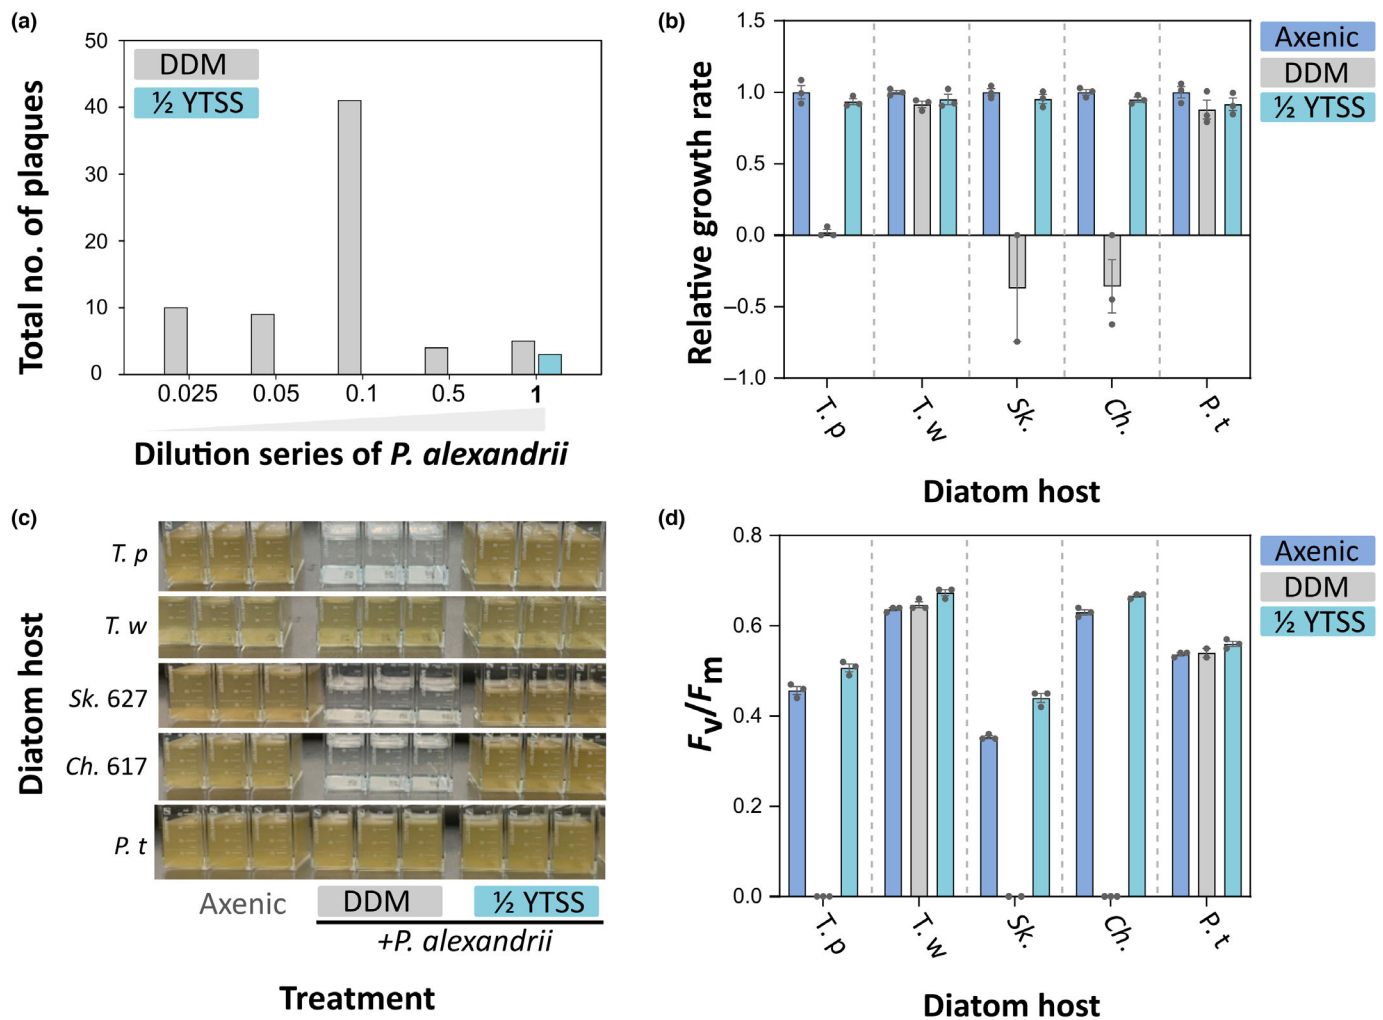 (a)
50
40
30
20
10
0
Total no. of plaques
DDM
½ YTSS
0.025 0.05 0.1 0.5 1
Dilution series of P. alexandrii
(b)
1.5
1.0
0.5
0.0
–0.5
–1.0
Relative growth rate
T. p T. w Sk. Ch. P. t
Diatom host
Axenic
DDM
½ YTSS
(c)
Diatom host
T. p
T. w
Sk. 627
Ch. 617
P. t
Axenic DDM ½ YTSS
+P. alexandrii
Treatment
(d)
0.8
0.6
0.4
0.2
0.0
Fv/Fm
T. p T. w Sk. Ch. P. t
Diatom host
Axenic
DDM
½ YTSS